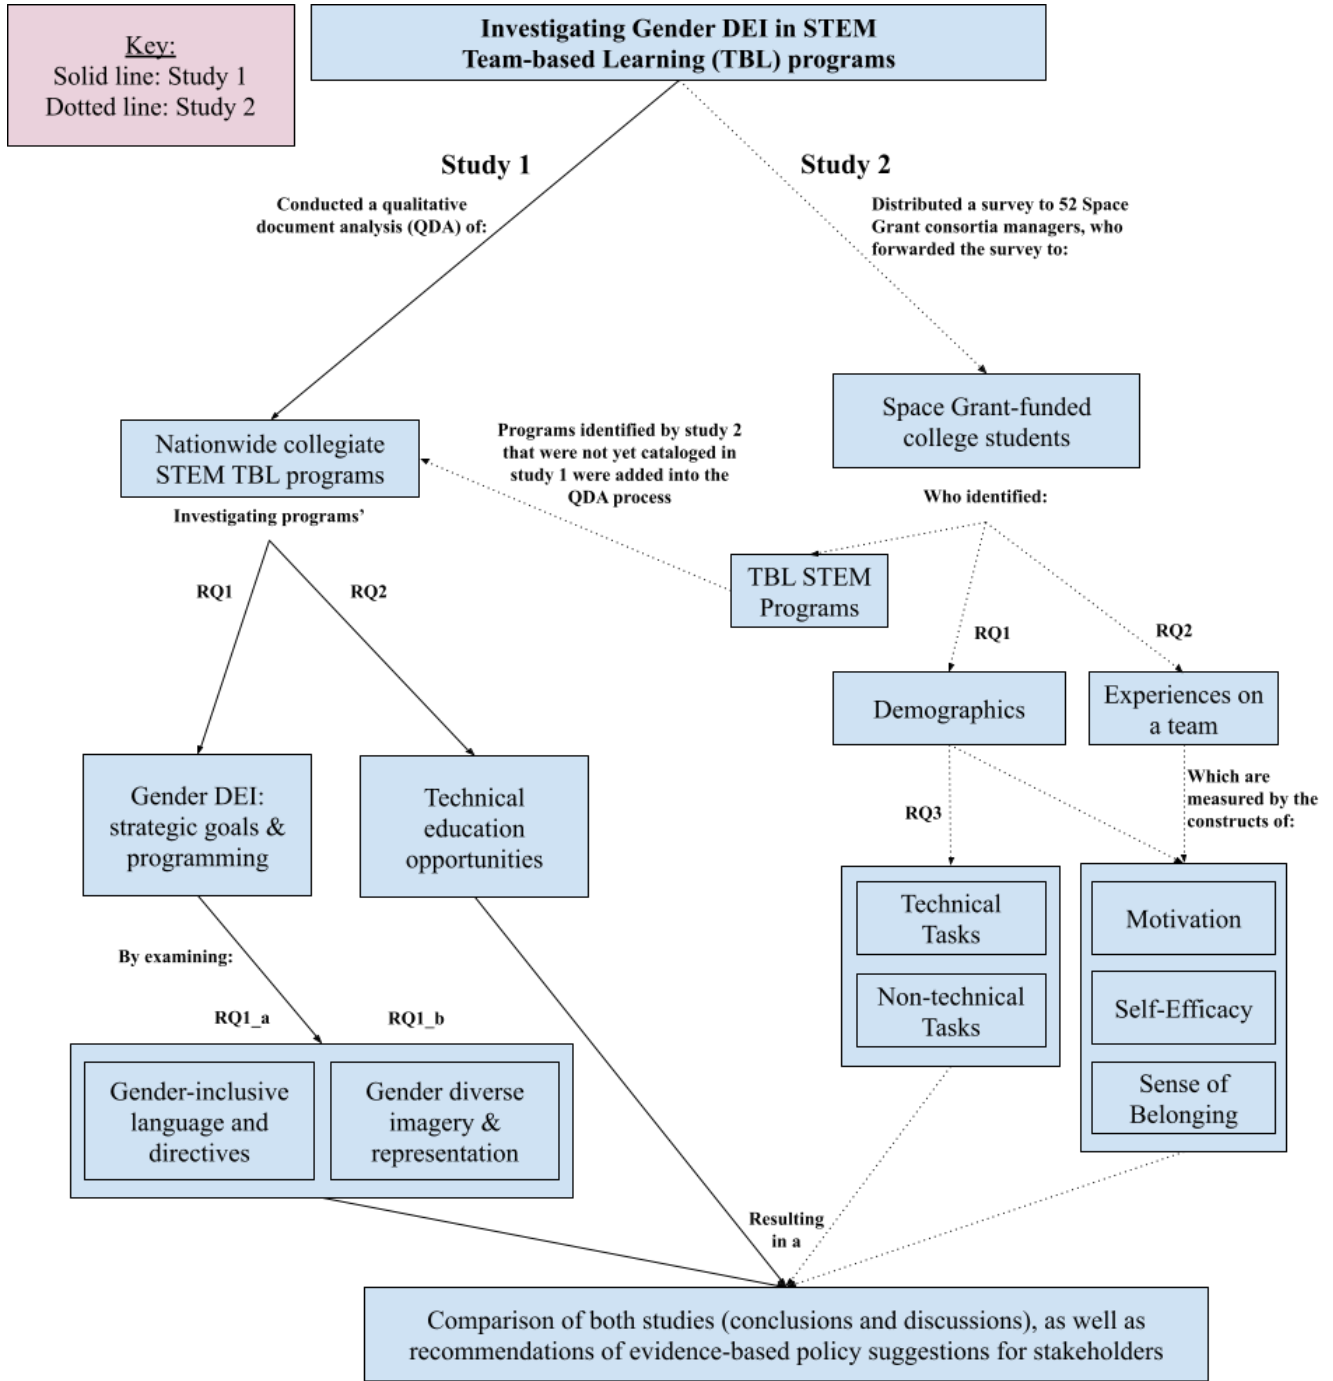 Key:
Solid line: Study 1
Dotted line: Study 2
Investigating Gender DEI in STEM
Team-based Learning (TBL) programs
Study 1
Study 2
Conducted a qualitative
document analysis (QDA) of:
Distributed a survey to 52 Space
Grant consortia managers, who
forwarded the survey to:
Nationwide collegiate
STEM TBL programs
Programs identified by study 2
that were not yet cataloged in
study 1 were added into the
QDA process
Space Grant-funded
college students
Investigating programs’
Who identified:
RQ1
RQ2
TBL STEM
Programs
RQ1
RQ2
Demographics
Experiences on
a team
Gender DEI:
strategic goals &
programming
Technical
education
opportunities
RQ3
Which are
measured by the
constructs of:
Technical
Tasks
Non-technical
Tasks
Motivation
Self-Efficacy
Sense of
Belonging
By examining:
RQ1_a
RQ1_b
Gender-inclusive
language and
directives
Gender diverse
imagery &
representation
Resulting
in a
Comparison of both studies (conclusions and discussions), as well as
recommendations of evidence-based policy suggestions for stakeholders